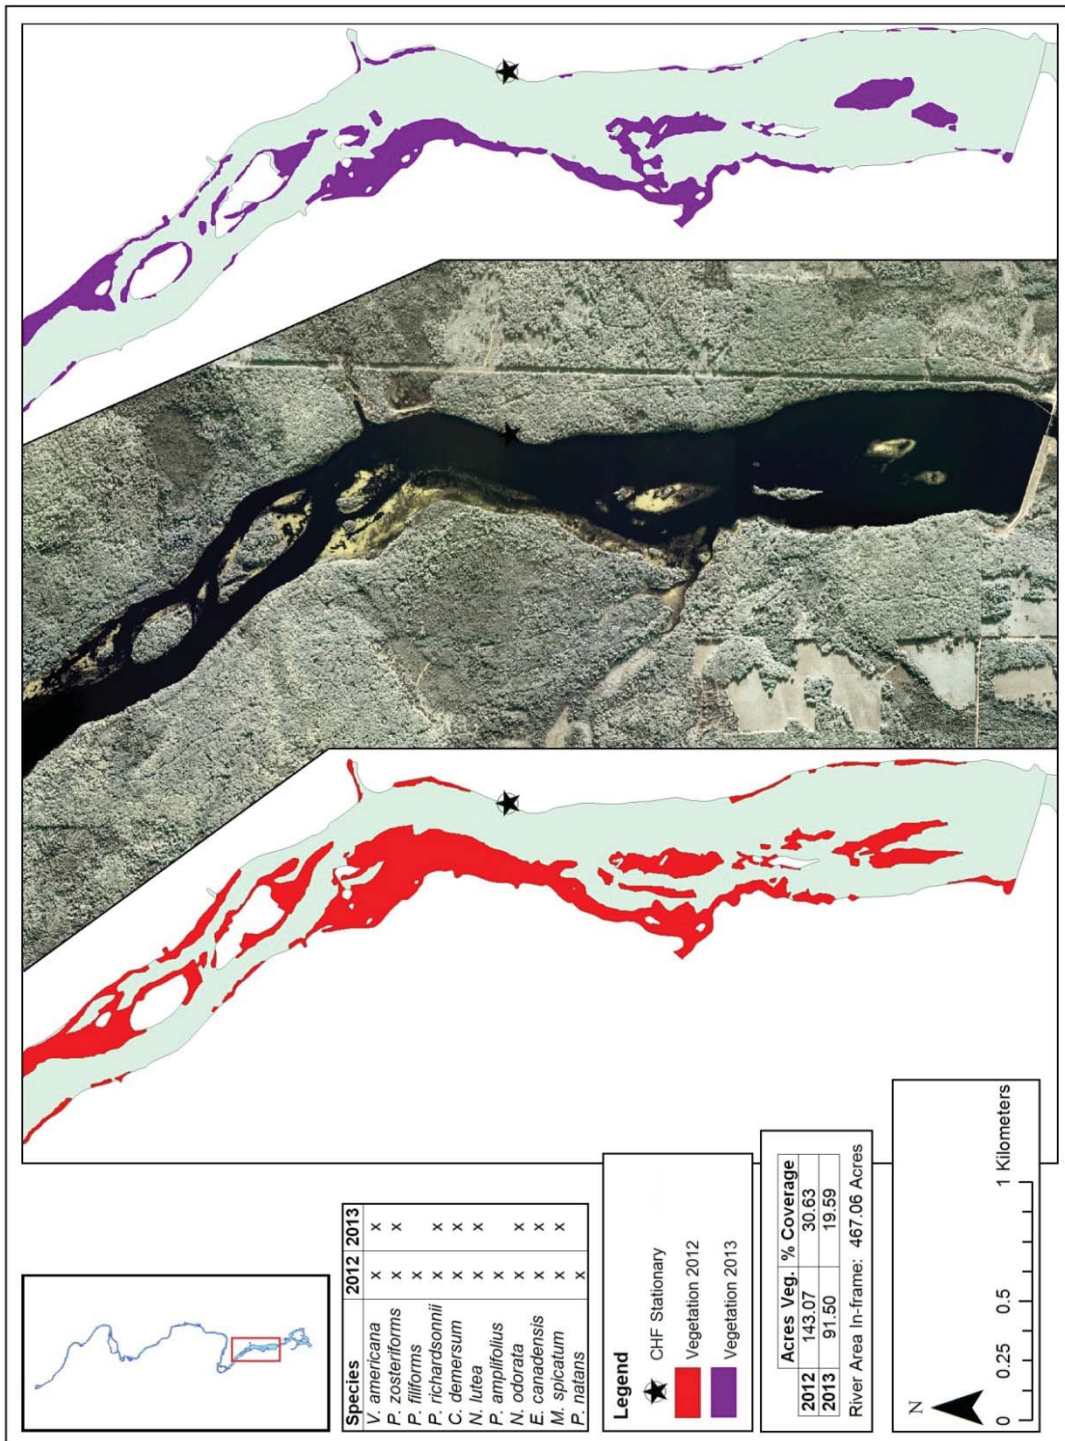 Species 2012 2013
V. americana x x
P. zosteriforms x x
P. filiforms x
P. richardsonnii x x
C. demersum x x
N. lutea x x
P. amplifolius x
N. odorata x x
E. canadensis x x
M. spicatum x x
P. natans x
Legend
CHF Stationary
Vegetation 2012
Vegetation 2013
Acres Veg. % Coverage
2012 143.07 30.63
2013 91.50 19.59
River Area In-frame: 467.06 Acres
N
0 0.25 0.5 1 Kilometers